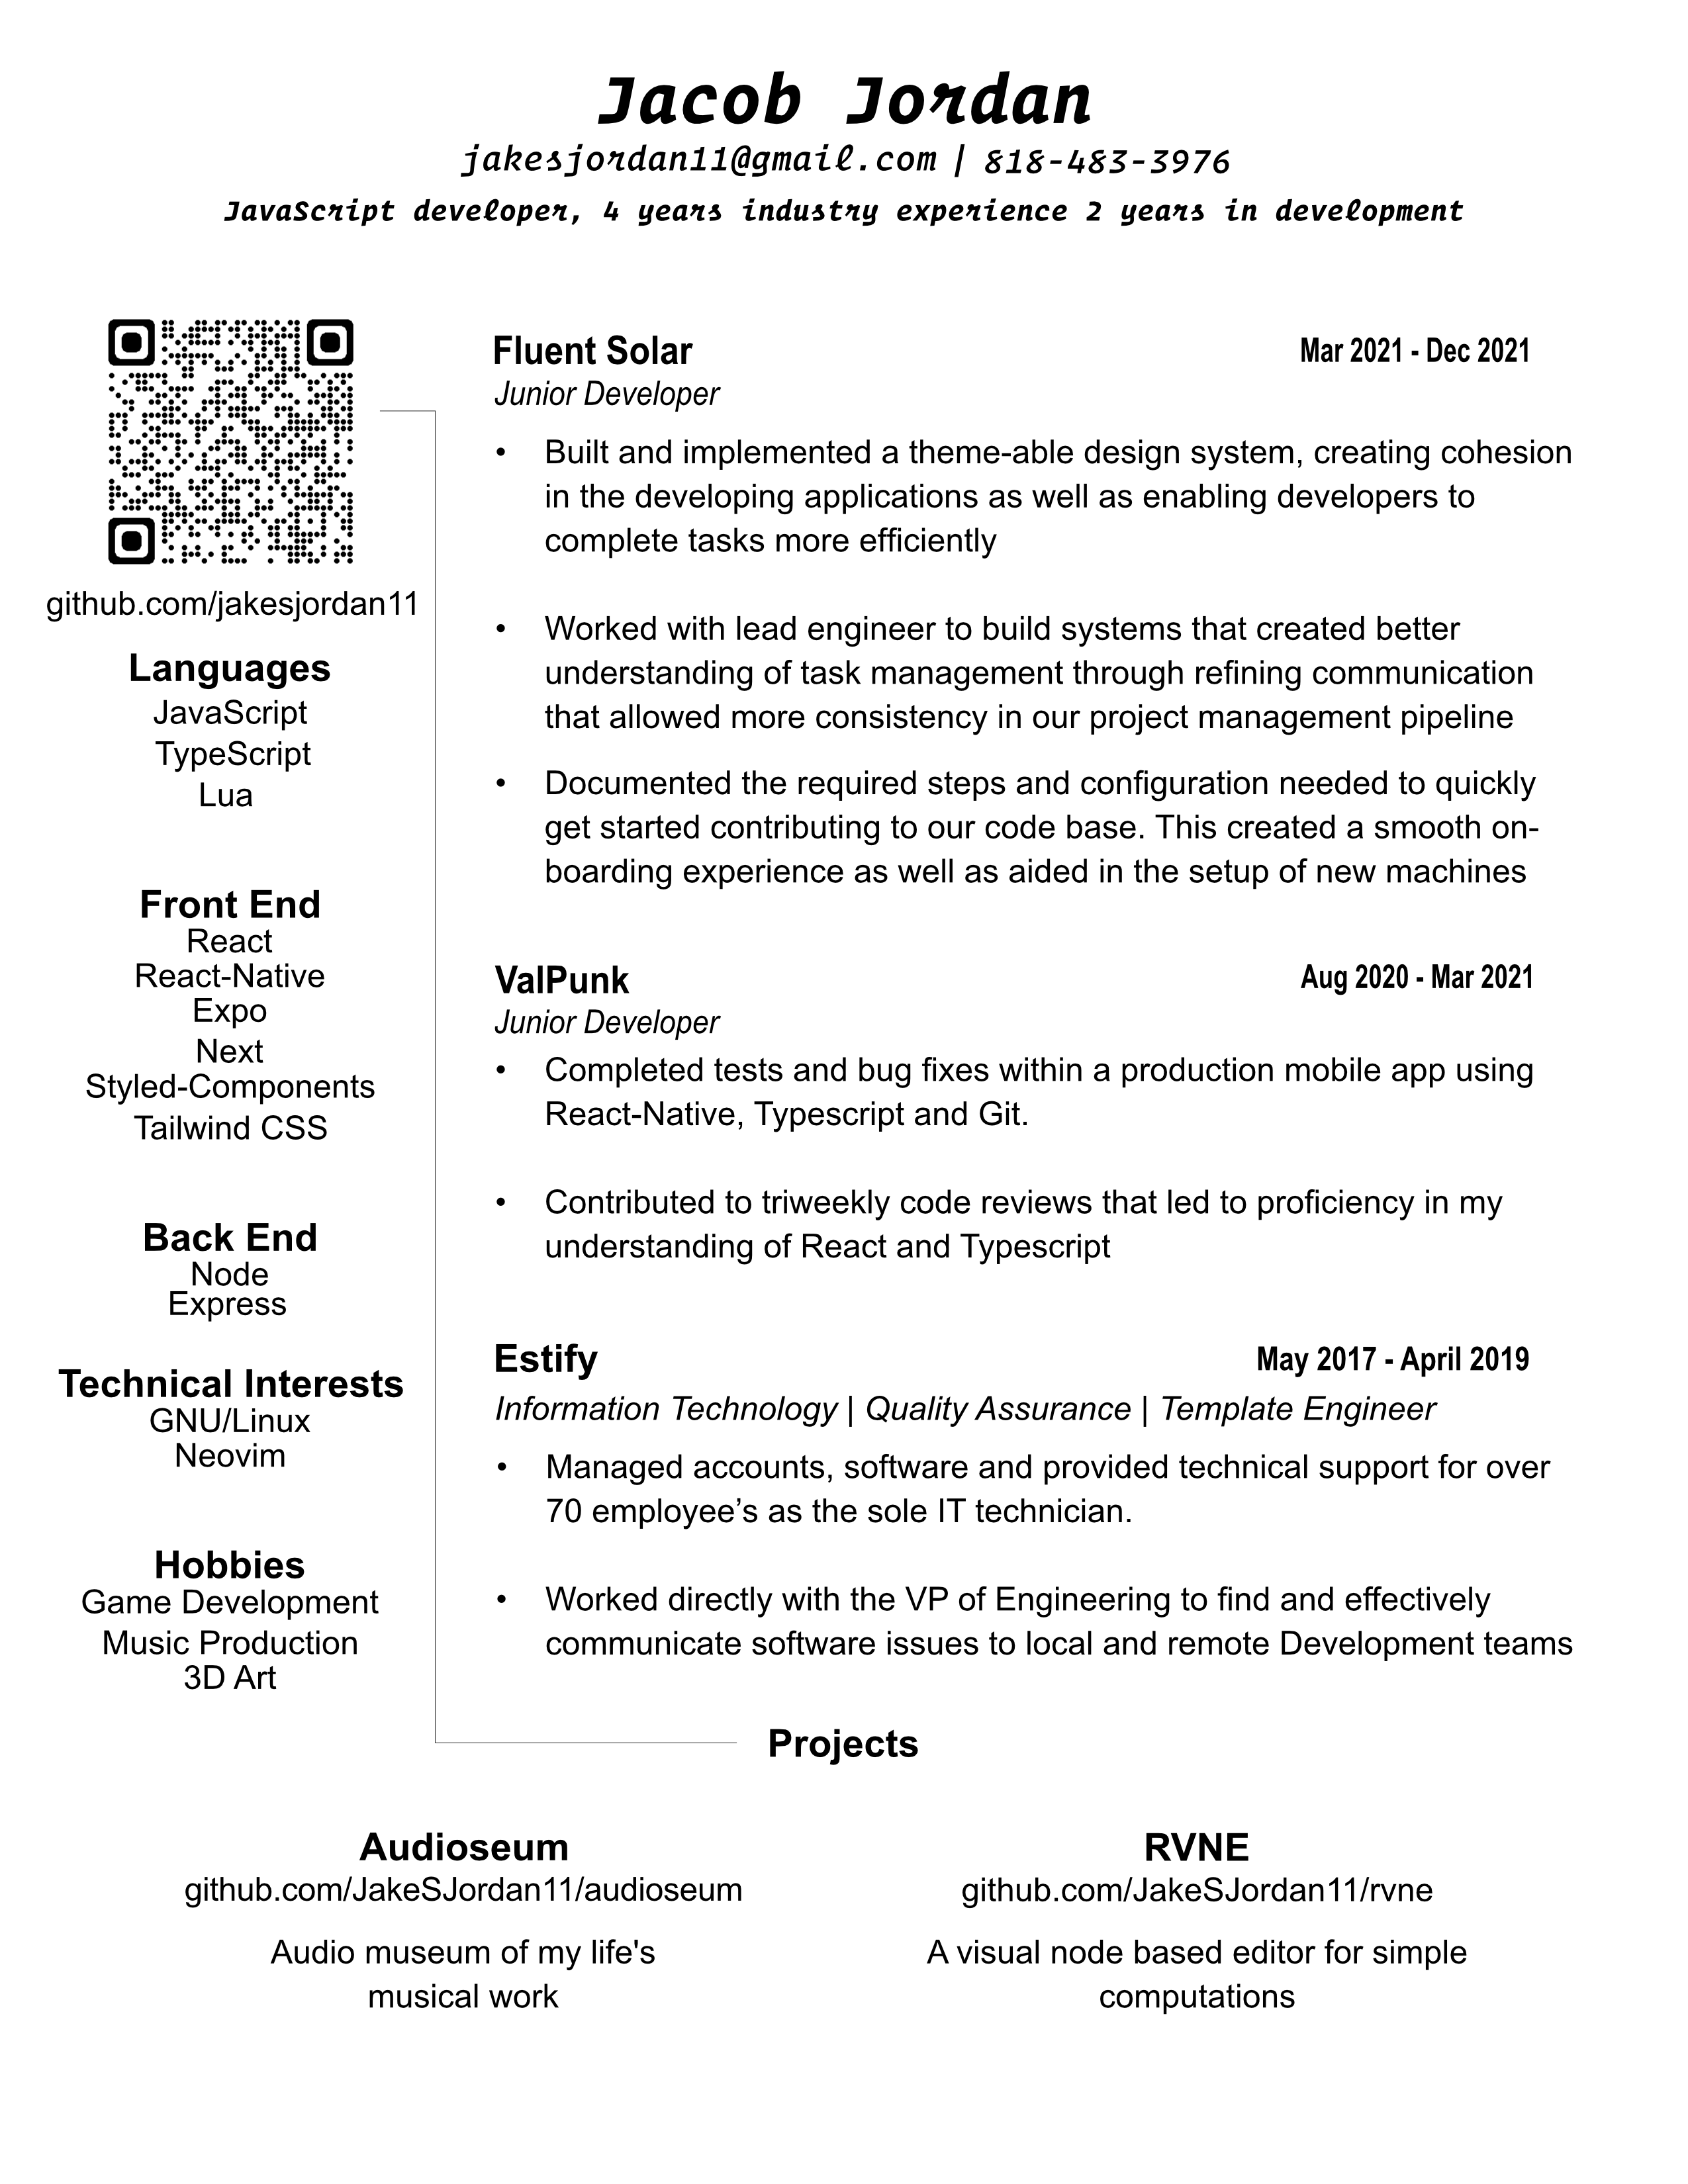 Jacob Jordan
jakesjordan11@gmail.com | 818-483-3976
JavaScript developer, 4 years industry experience 2 years in development
github.com/jakesjordan11
Languages
JavaScript
TypeScript
Lua
Front End
React
React-Native
Expo
Next
Styled-Components
Tailwind CSS
Back End
Node
Express
Technical Interests
GNU/Linux
Neovim
Hobbies
Game Development
Music Production
3D Art
Fluent Solar
Mar 2021 - Dec 2021
Junior Developer
• Built and implemented a theme-able design system, creating cohesion
in the developing applications as well as enabling developers to
complete tasks more efficiently
• Worked with lead engineer to build systems that created better
understanding of task management through refining communication
that allowed more consistency in our project management pipeline
• Documented the required steps and configuration needed to quickly
get started contributing to our code base. This created a smooth on-
boarding experience as well as aided in the setup of new machines
ValPunk
Aug 2020 - Mar 2021
Junior Developer
• Completed tests and bug fixes within a production mobile app using
React-Native, Typescript and Git.
• Contributed to triweekly code reviews that led to proficiency in my
understanding of React and Typescript
Estify
May 2017 - April 2019
Information Technology | Quality Assurance | Template Engineer
• Managed accounts, software and provided technical support for over
70 employee’s as the sole IT technician.
• Worked directly with the VP of Engineering to find and effectively
communicate software issues to local and remote Development teams
Projects
Audioseum
github.com/JakeSJordan11/audioseum
Audio museum of my life's
musical work
RVNE
github.com/JakeSJordan11/rvne
A visual node based editor for simple
computations